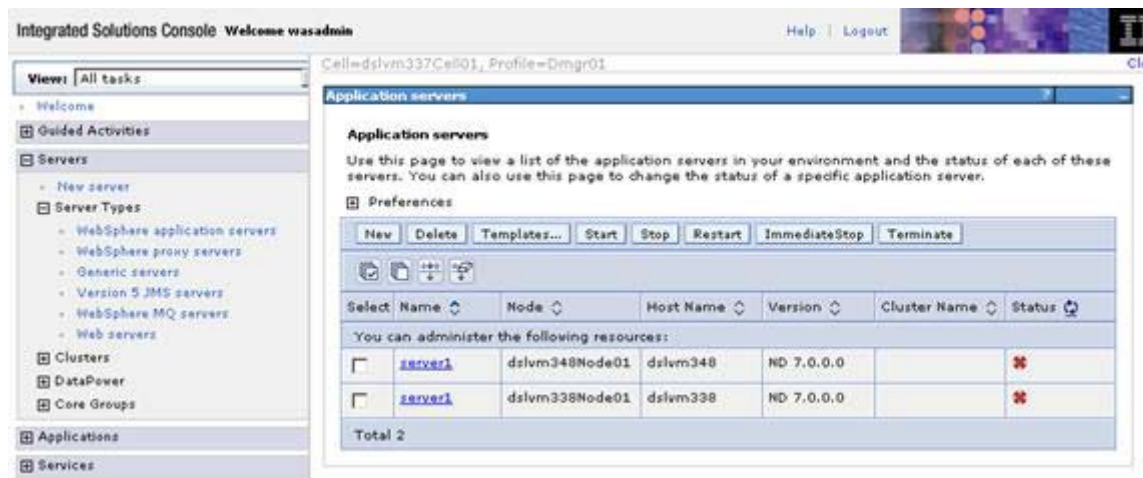 Integrated Solutions Console Welcome wasadmin
Help | Logout
View: All tasks
Welcome
Guided Activities
Servers
New server
Server Types
WebSphere application servers
WebSphere proxy servers
Generic servers
Version 5 JMS servers
WebSphere MQ servers
Web servers
Clusters
DataPower
Core Groups
Applications
Services
Cell=dslvm337Cell01, Profile=Dmgr01
Application servers
?
Application servers
Use this page to view a list of the application servers in your environment and the status of each of these
servers. You can also use this page to change the status of a specific application server.
Preferences
New Delete Templates... Start Stop Restart ImmediateStop Terminate
Select Name Node Host Name Version Cluster Name Status
You can administer the following resources:
server1 dslvm348Node01 dslvm348 ND 7.0.0.0
server1 dslvm338Node01 dslvm338 ND 7.0.0.0
Total 2